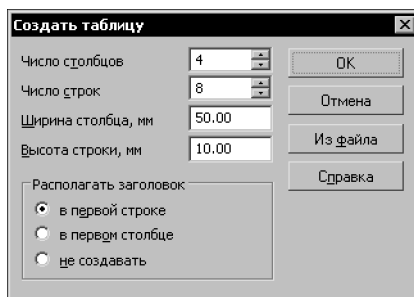 Создать таблицу
Число столбцов 4
Число строк 8
Ширина столбца, мм 50.00
Высота строки, мм 10.00
Располагать заголовок
в первой строке
в первом столбце
не создавать
OK
Отмена
Из файла
Справка